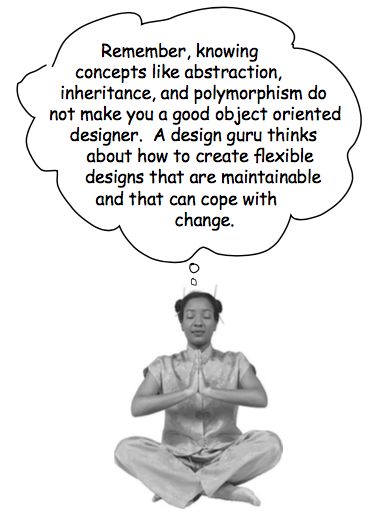 Remember, knowing
concepts like abstraction,
inheritance, and polymorphism do
not make you a good object oriented
designer.  A design guru thinks
about how to create flexible
designs that are maintainable
and that can cope with
change.